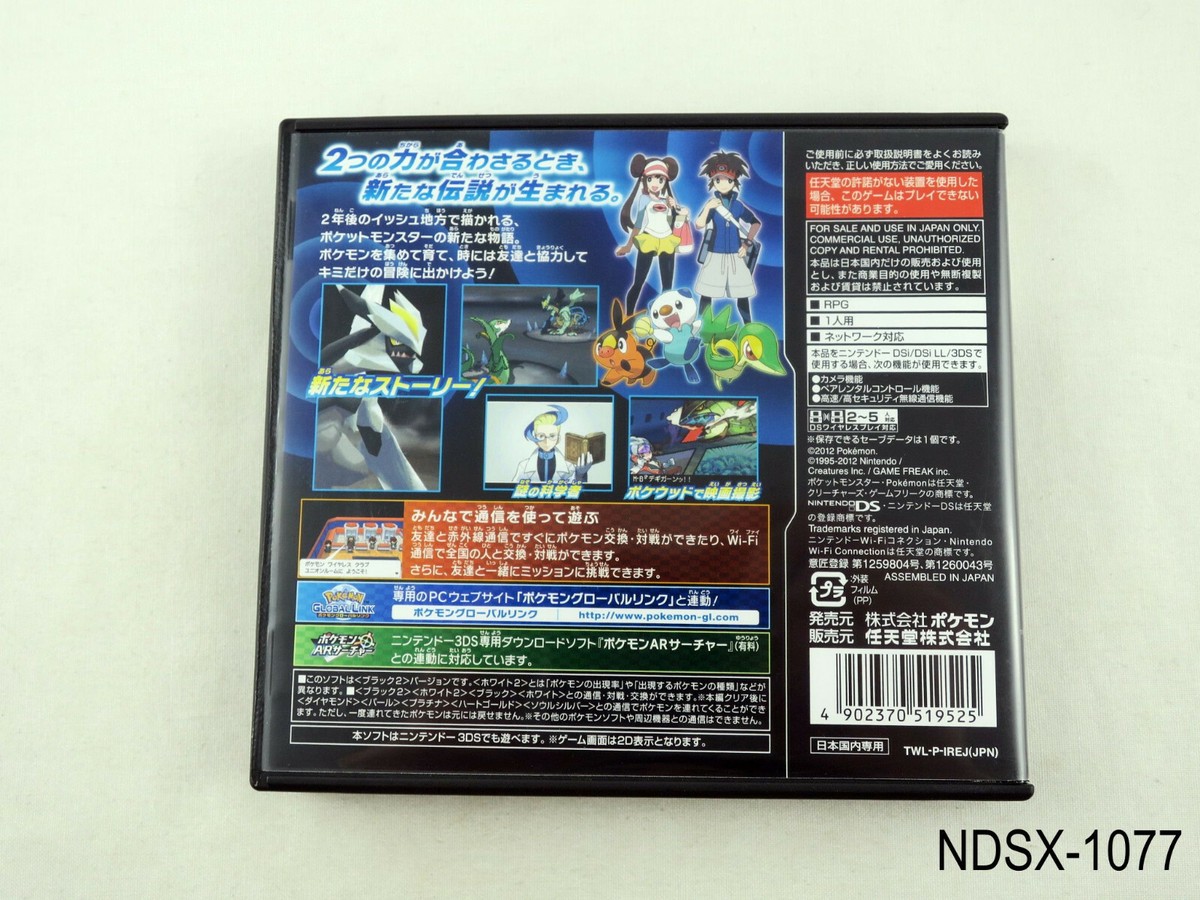 2つの力が合わさるとき、
新たな伝説が生まれる。
2年後のイッシュ地方で描かれる、
ポケットモンスターの新たな物語。
ポケモンを集めて育て、時には友達と協力して
キミだけの冒険に出かけよう!
新たなストーリー!
謎の科学者
M-B「デギガーンッ!!
ポケウッドで映画撮影
みんなで通信を使って遊ぶ
友達と赤外線通信ですぐにポケモン交換・対戦ができたり、Wi-Fi
通信で全国の人と交換・対戦ができます。
さらに、友達と一緒にミッションに挑戦できます。
ポケモン ワイヤレス クラブ
ユニオンルームに ようこそ!
POKÉMON
GLOBAL LINK
ポケモングローバルリンク
専用のPCウェブサイト「ポケモングローバルリンク」と連動!
ポケモングローバルリンク
http://www.pokemon-gl.com
ポケモン
ARサーチャー
ニンテンドー3DS専用ダウンロードソフト『ポケモンARサーチャー』(有料)
との連動に対応しています。
■このソフトは<ブラック2>バージョンです。<ホワイト2>とは「ポケモンの出現率」や「出現するポケモンの種類」などが
異なります。■<ブラック2><ホワイト2><ブラック><ホワイト>との通信・対戦・交換ができます。※本編クリア後に
<ダイヤモンド><パール><プラチナ><ハートゴールド><ソウルシルバー>との通信でポケモンを連れてくることができ
ます。ただし、一度連れてきたポケモンは元には戻せません。※その他のポケモンソフトや周辺機器との通信はできません。
本ソフトはニンテンドー3DSでも遊べます。※ゲーム画面は2D表示となります。
ご使用前に必ず取扱説明書をよくお読み
いただき、正しい使用方法でご愛用ください。
任天堂の許諾がない装置を使用した
場合、このゲームはプレイできない
可能性があります。
FOR SALE AND USE IN JAPAN ONLY.
COMMERCIAL USE, UNAUTHORIZED
COPY AND RENTAL PROHIBITED.
本品は日本国内だけの販売および使用
とし、また商業目的の使用や無断複製
および賃貸は禁止されています。
■ RPG
■ 1人用
■ ネットワーク対応
本品をニンテンドーDSi/DSi LL/3DSで
使用する場合、次の機能が使用できます。
●カメラ機能
●ペアレンタルコントロール機能
●高速/高セキュリティ無線通信機能
2~5人対応
DSワイヤレスプレイ対応
※保存できるセーブデータは1個です。
©2012 Pokémon.
©1995-2012 Nintendo/
Creatures Inc. / GAME FREAK inc.
ポケットモンスター・Pokémonは任天堂・
クリーチャーズ・ゲームフリークの商標です。
NINTENDO DS・ニンテンドーDSは任天堂
の登録商標です。
Trademarks registered in Japan.
ニンテンドーWi-Fiコネクション・Nintendo
Wi-Fi Connectionは任天堂の商標です。
意匠登録 第1259804号、第1260043号
ASSEMBLED IN JAPAN
プラ
外装
フィルム
(PP)
発売元 株式会社ポケモン
販売元 任天堂株式会社
4 902370 519525
日本国内専用
TWL-P-IREJ(JPN)
NDSX-1077